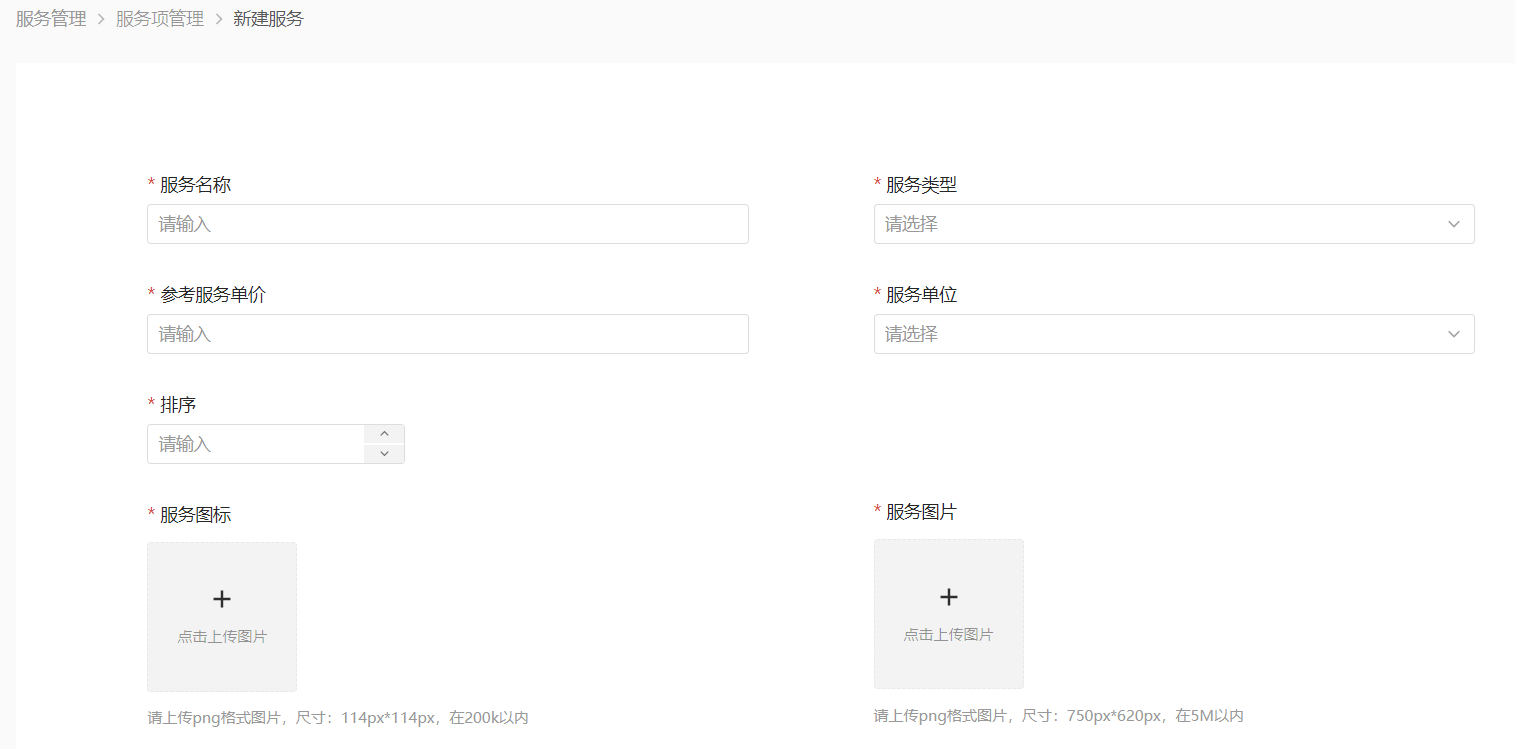 服务管理 > 服务项管理 > 新建服务
* 服务名称
请输入
* 服务类型
请选择
* 参考服务单价
请输入
* 服务单位
请选择
* 排序
请输入
* 服务图标
点击上传图片
请上传png格式图片，尺寸：114px*114px，在200k以内
* 服务图片
点击上传图片
请上传png格式图片，尺寸：750px*620px，在5M以内